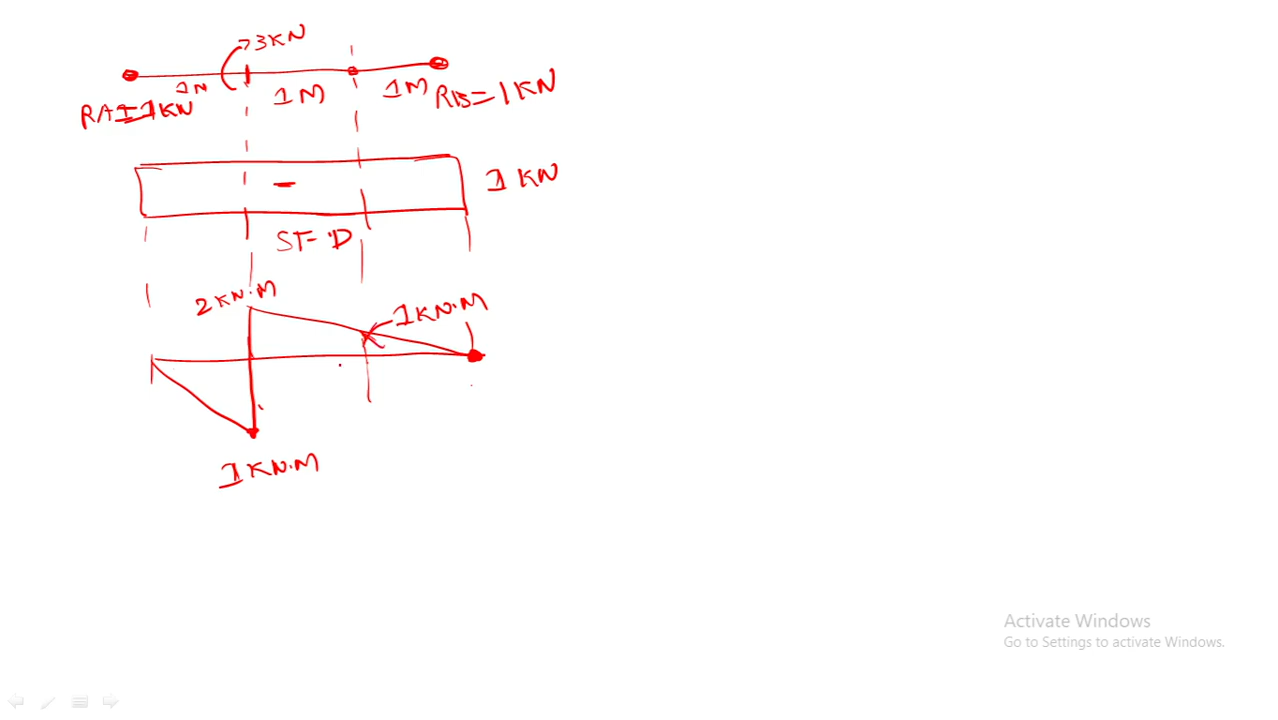 3KN
1M
1M
1M
RA=-1KN
RB=1KN
-
1KN
SF D
2KN.M
1KN.M
1KN.M
Activate Windows
Go to Settings to activate Windows.